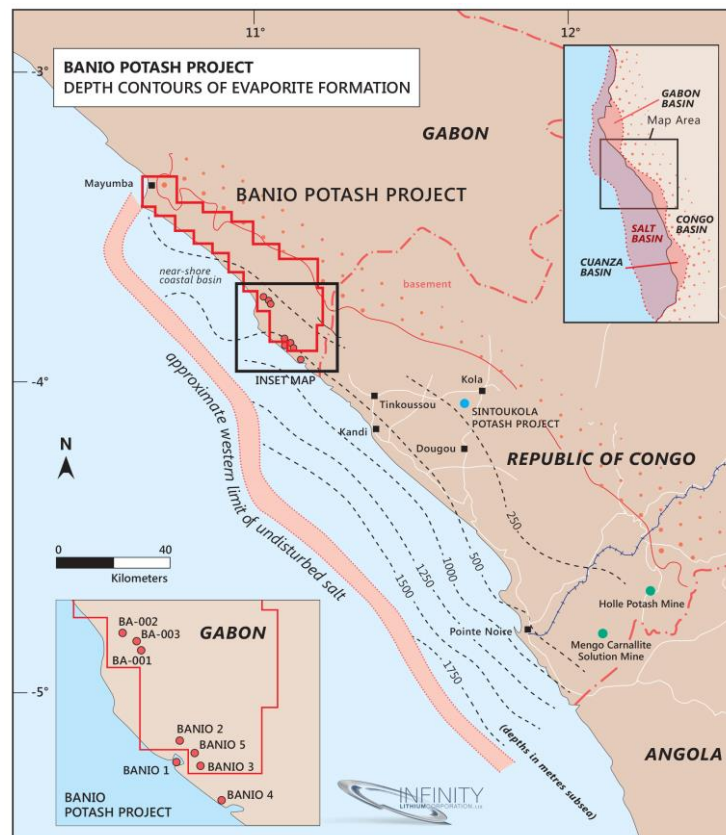 11°
12°
-3°
-4°
-5°
BANIO POTASH PROJECT
DEPTH CONTOURS OF EVAPORITE FORMATION
GABON
GABON
BASIN
Map Area
CONGO
BASIN
SALT
BASIN
CUANZA
BASIN
Mayumba
BANIO POTASH PROJECT
near-shore
coastal basin
basement
INSET MAP
Kola
Tinkoussou
SINTOUKOLA
POTASH PROJECT
Kandi
Dougou
REPUBLIC OF CONGO
approximate western limit of undisturbed salt
N
0
40
Kilometers
250
500
1000
1250
1500
1750
Holle Potash Mine
Pointe Noire
Mengo Carnallite
Solution Mine
(depths in metres subsea)
ANGOLA
GABON
BA-002
BA-003
BA-001
BANIO 2
BANIO 5
BANIO 1
BANIO 3
BANIO 4
BANIO
POTASH PROJECT
INFINITY
LITHIUMCORPORATION